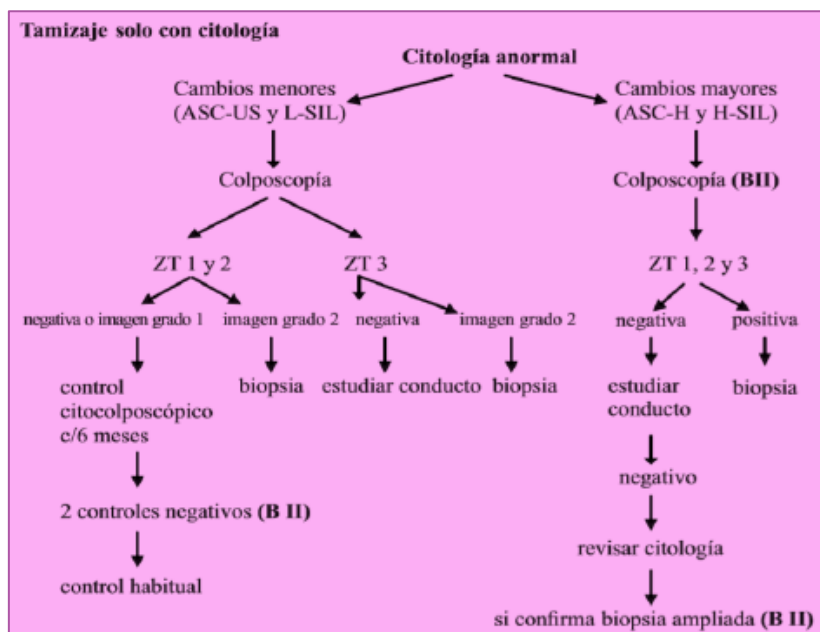 Tamizaje solo con citología
Citología anormal
Cambios menores
(ASC-US y L-SIL)
Cambios mayores
(ASC-H y H-SIL)
Colposcopía
Colposcopía (BII)
ZT 1 y 2
ZT 3
ZT 1, 2 y 3
negativa o imagen grado 1
imagen grado 2
negativa
imagen grado 2
negativa
positiva
control
citocolposcópico
c/6 meses
biopsia
estudiar conducto
biopsia
estudiar
conducto
biopsia
negativo
2 controles negativos (B II)
revisar citología
control habitual
si confirma biopsia ampliada (B II)